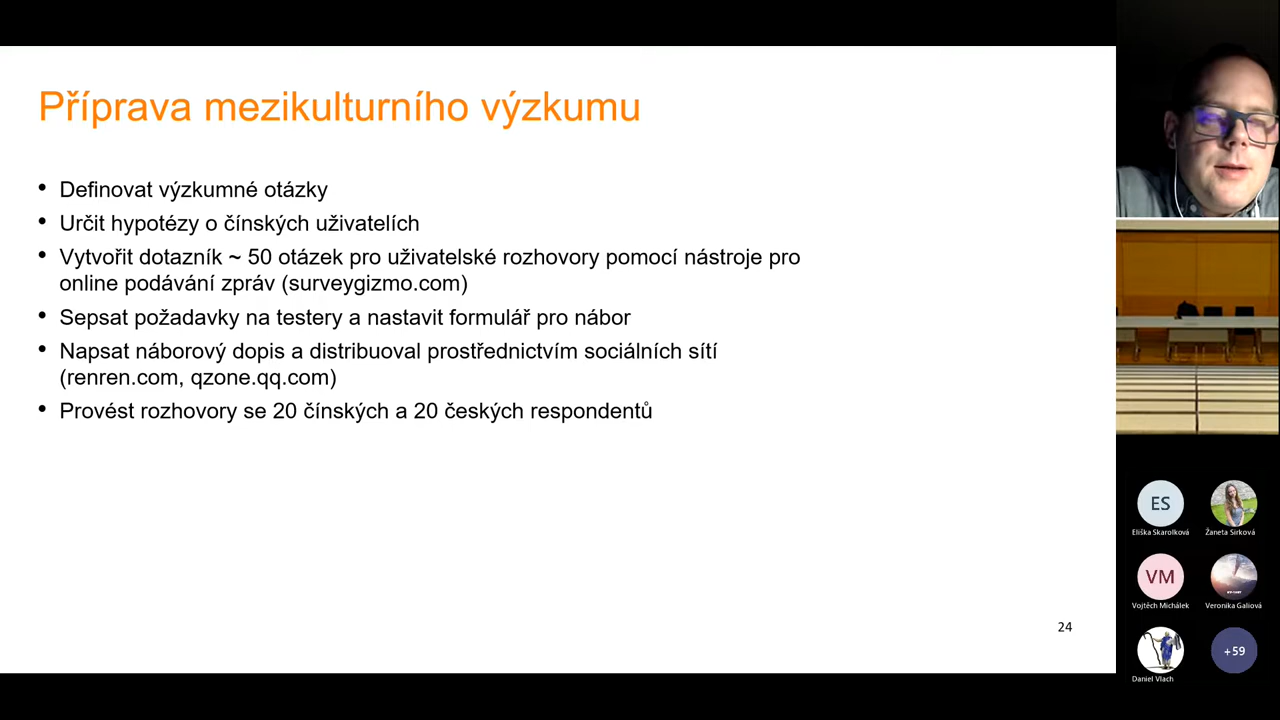 Příprava mezikulturního výzkumu
• Definovat výzkumné otázky
• Určit hypotézy o čínských uživatelích
• Vytvořit dotazník ~ 50 otázek pro uživatelské rozhovory pomocí nástroje pro
online podávání zpráv (surveygizmo.com)
• Sepsat požadavky na testery a nastavit formulář pro nábor
• Napsat náborový dopis a distribuoval prostřednictvím sociálních sítí
(renren.com, qzone.qq.com)
• Provést rozhovory se 20 čínských a 20 českých respondentů
24
ES
Eliška Skarolková
Žaneta Sirková
VM
Vojtěch Michálek
Veronika Galiová
Daniel Vlach
+59